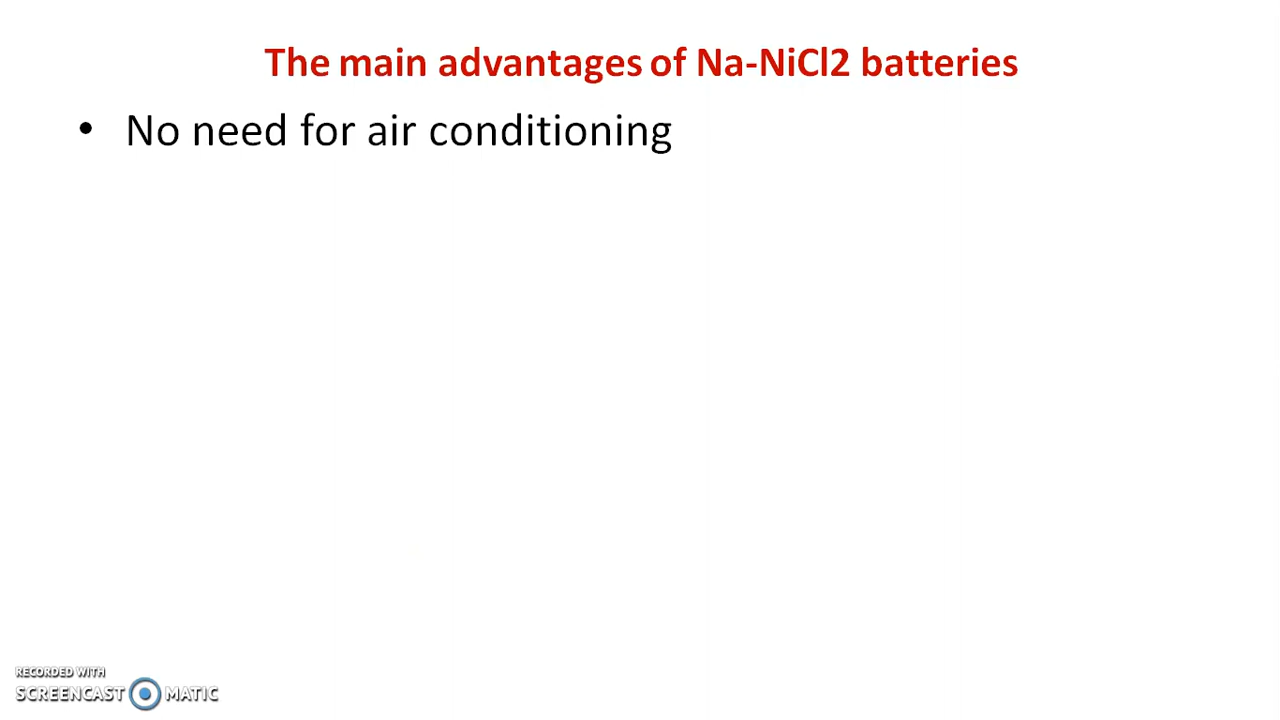 The main advantages of Na-NiCl2 batteries
• No need for air conditioning
RECORDED WITH
SCREENCAST MATIC